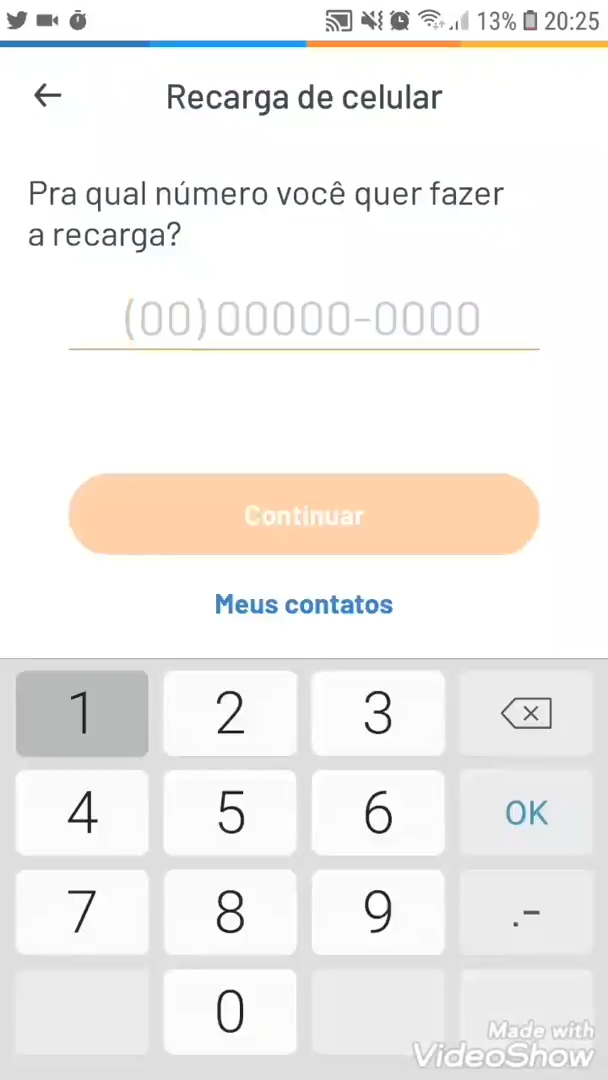 13% 20:25
Recarga de celular
Pra qual número você quer fazer
a recarga?
(00) 00000-0000
Continuar
Meus contatos
1 2 3
4 5 6 OK
7 8 9 .-
0
Made with
VideoShow